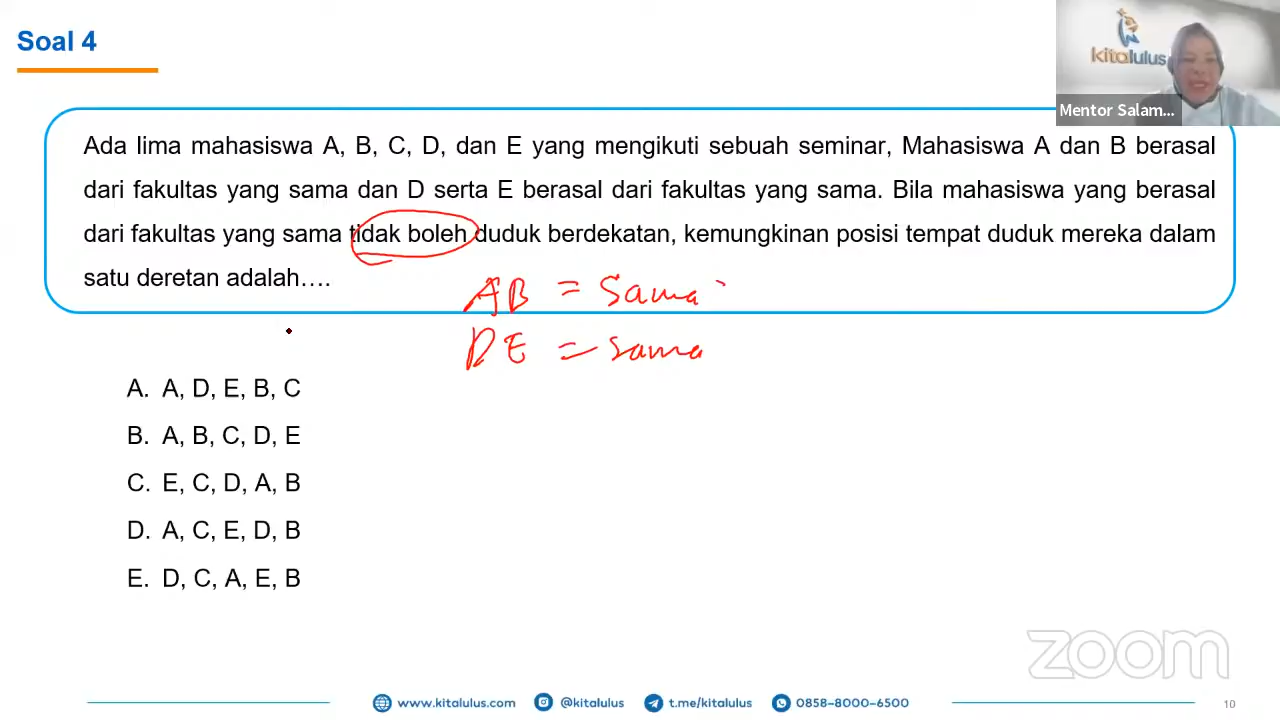 Soal 4
kitalulus
Mentor Salam...
Ada lima mahasiswa A, B, C, D, dan E yang mengikuti sebuah seminar, Mahasiswa A dan B berasal
dari fakultas yang sama dan D serta E berasal dari fakultas yang sama. Bila mahasiswa yang berasal
dari fakultas yang sama tidak boleh duduk berdekatan, kemungkinan posisi tempat duduk mereka dalam
satu deretan adalah….
AB = Sama
DE = sama
A. A, D, E, B, C
B. A, B, C, D, E
C. E, C, D, A, B
D. A, C, E, D, B
E. D, C, A, E, B
zoom
www.kitalulus.com @kitalulus t.me/kitalulus 0858-8000-6500 10